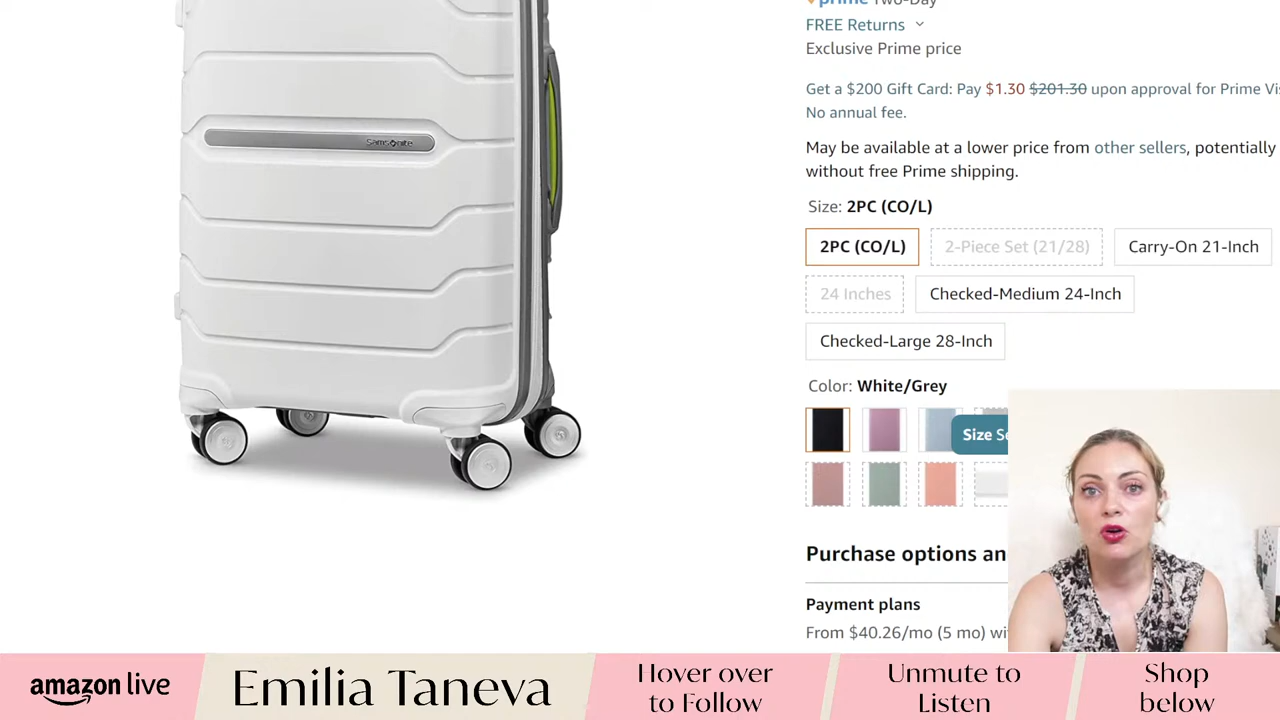 prime Two-Day
FREE Returns
Exclusive Prime price
Get a $200 Gift Card: Pay $1.30 $201.30 upon approval for Prime
No annual fee.
May be available at a lower price from other sellers, potentially
without free Prime shipping.
Size: 2PC (CO/L)
2PC (CO/L) 2-Piece Set (21/28) Carry-On 21-Inch
24 Inches Checked-Medium 24-Inch
Checked-Large 28-Inch
Color: White/Grey
Size
Purchase options
Payment plans
From $40.26/mo (5 mo)
Samsonite
amazon live
Emilia Taneva
Hover over
to Follow
Unmute to
Listen
Shop
below